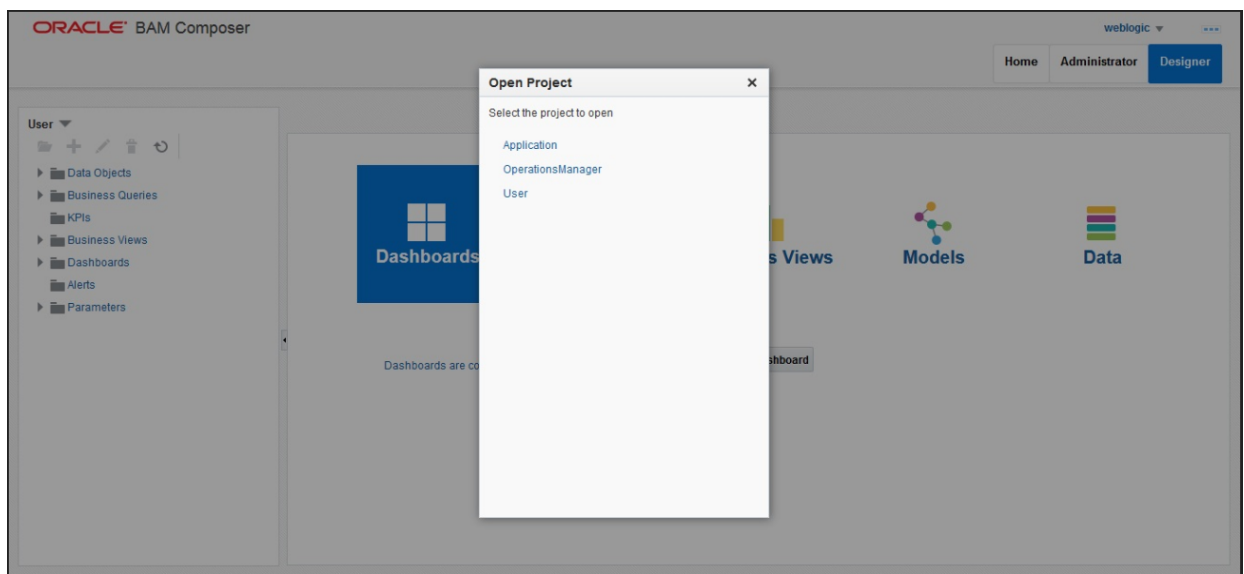 ORACLE® BAM Composer
weblogic
Home Administrator Designer
Open Project
Select the project to open
Application
OperationsManager
User
User
Data Objects
Business Queries
KPIs
Business Views
Dashboards
Alerts
Parameters
Dashboards
s Views
Models
Data
Dashboards are co
shboard